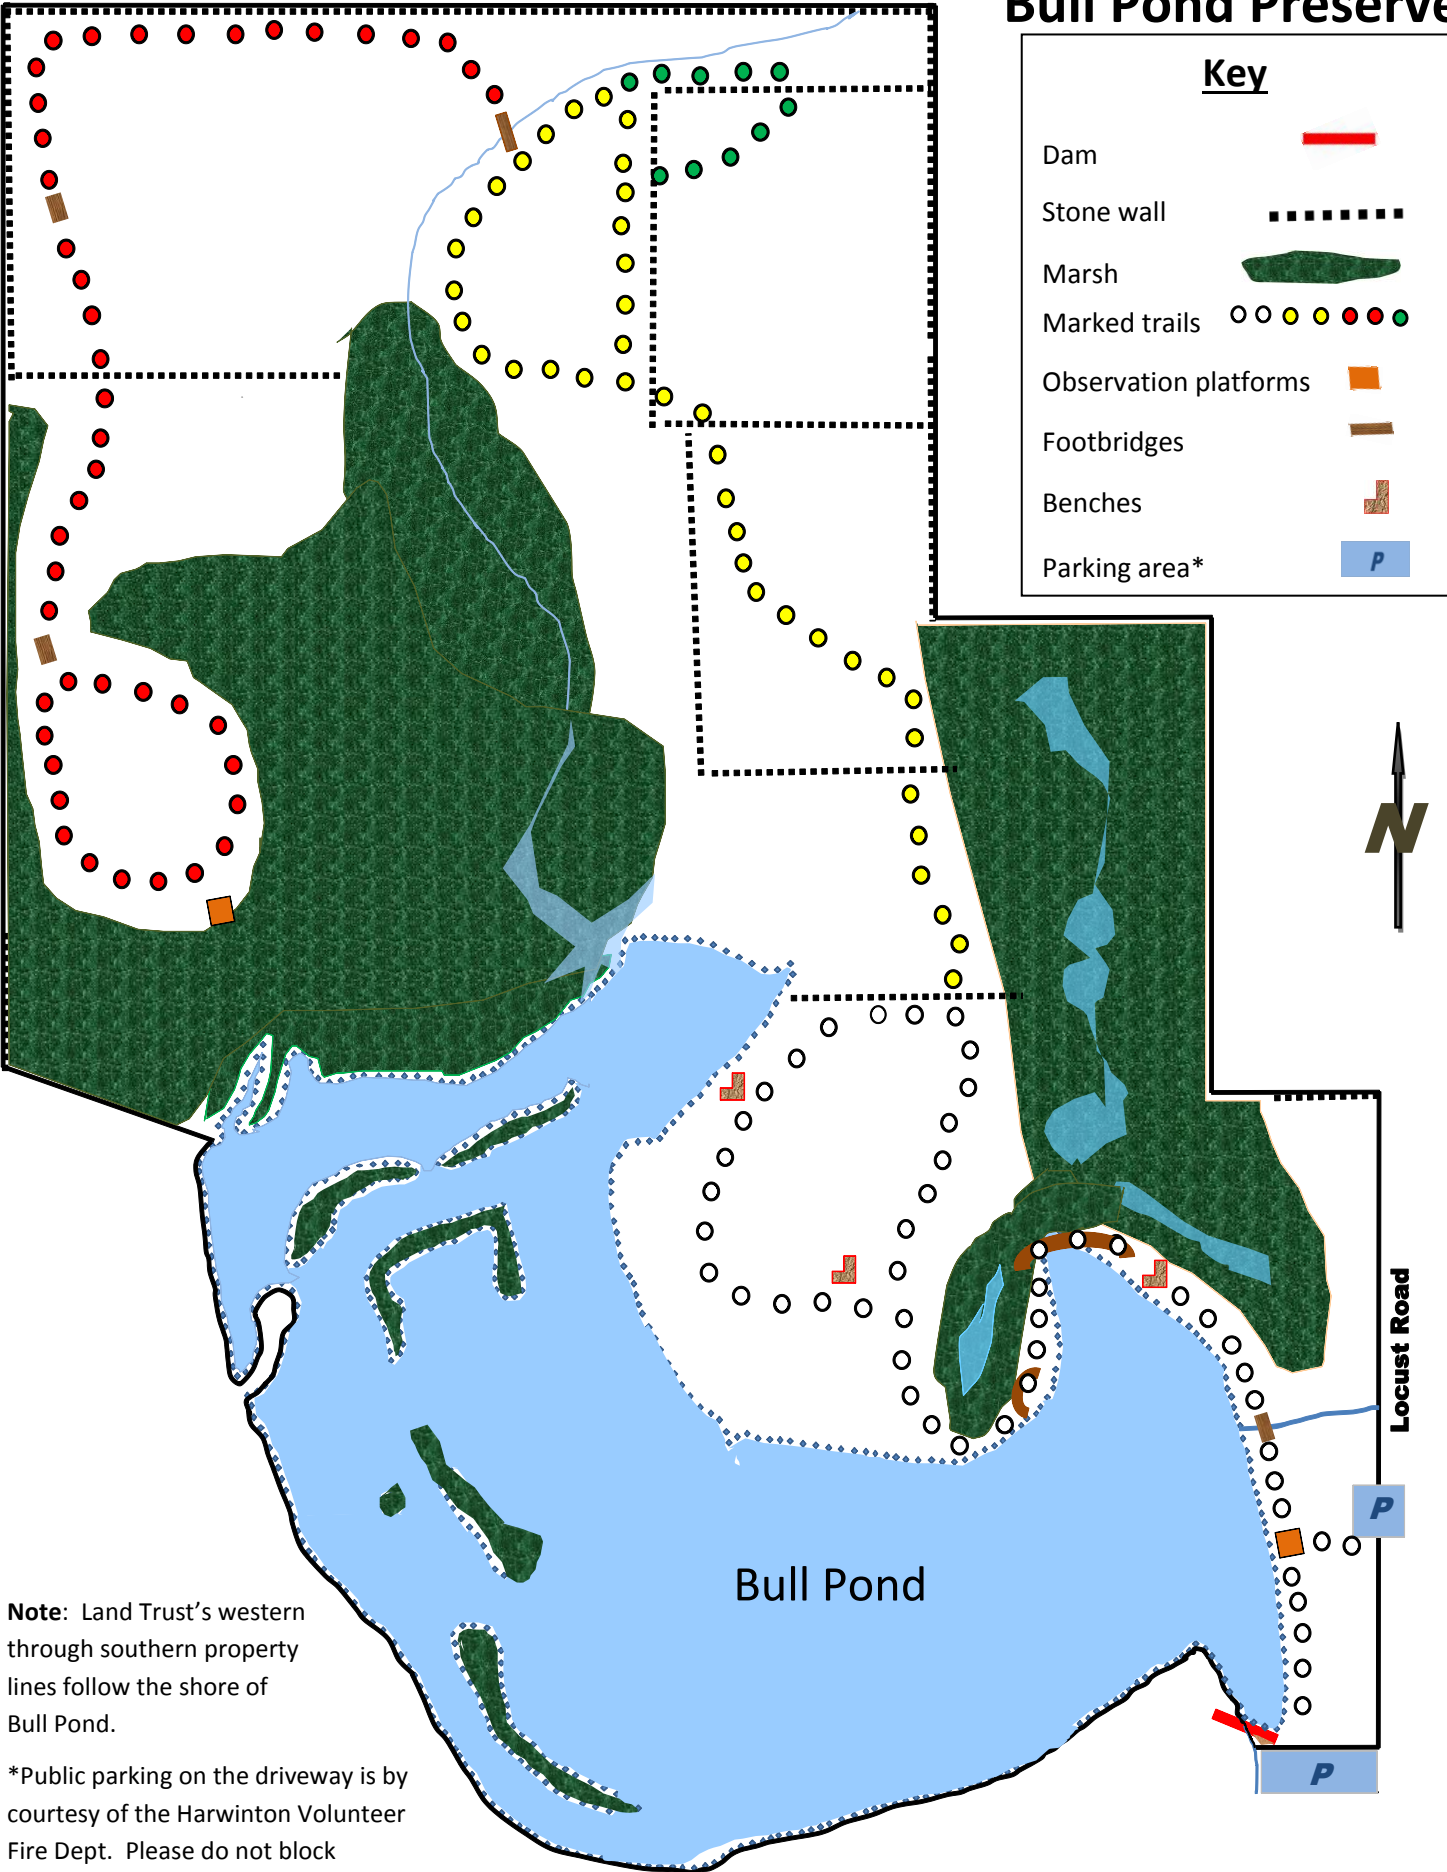 Bull Pond Preserve
Key
Dam
Stone wall
Marsh
Marked trails
Observation platforms
Footbridges
Benches
Parking area*
P
N
Locust Road
P
Bull Pond
P
Note: Land Trust's western
through southern property
lines follow the shore of
Bull Pond.
*Public parking on the driveway is by
courtesy of the Harwinton Volunteer
Fire Dept. Please do not block